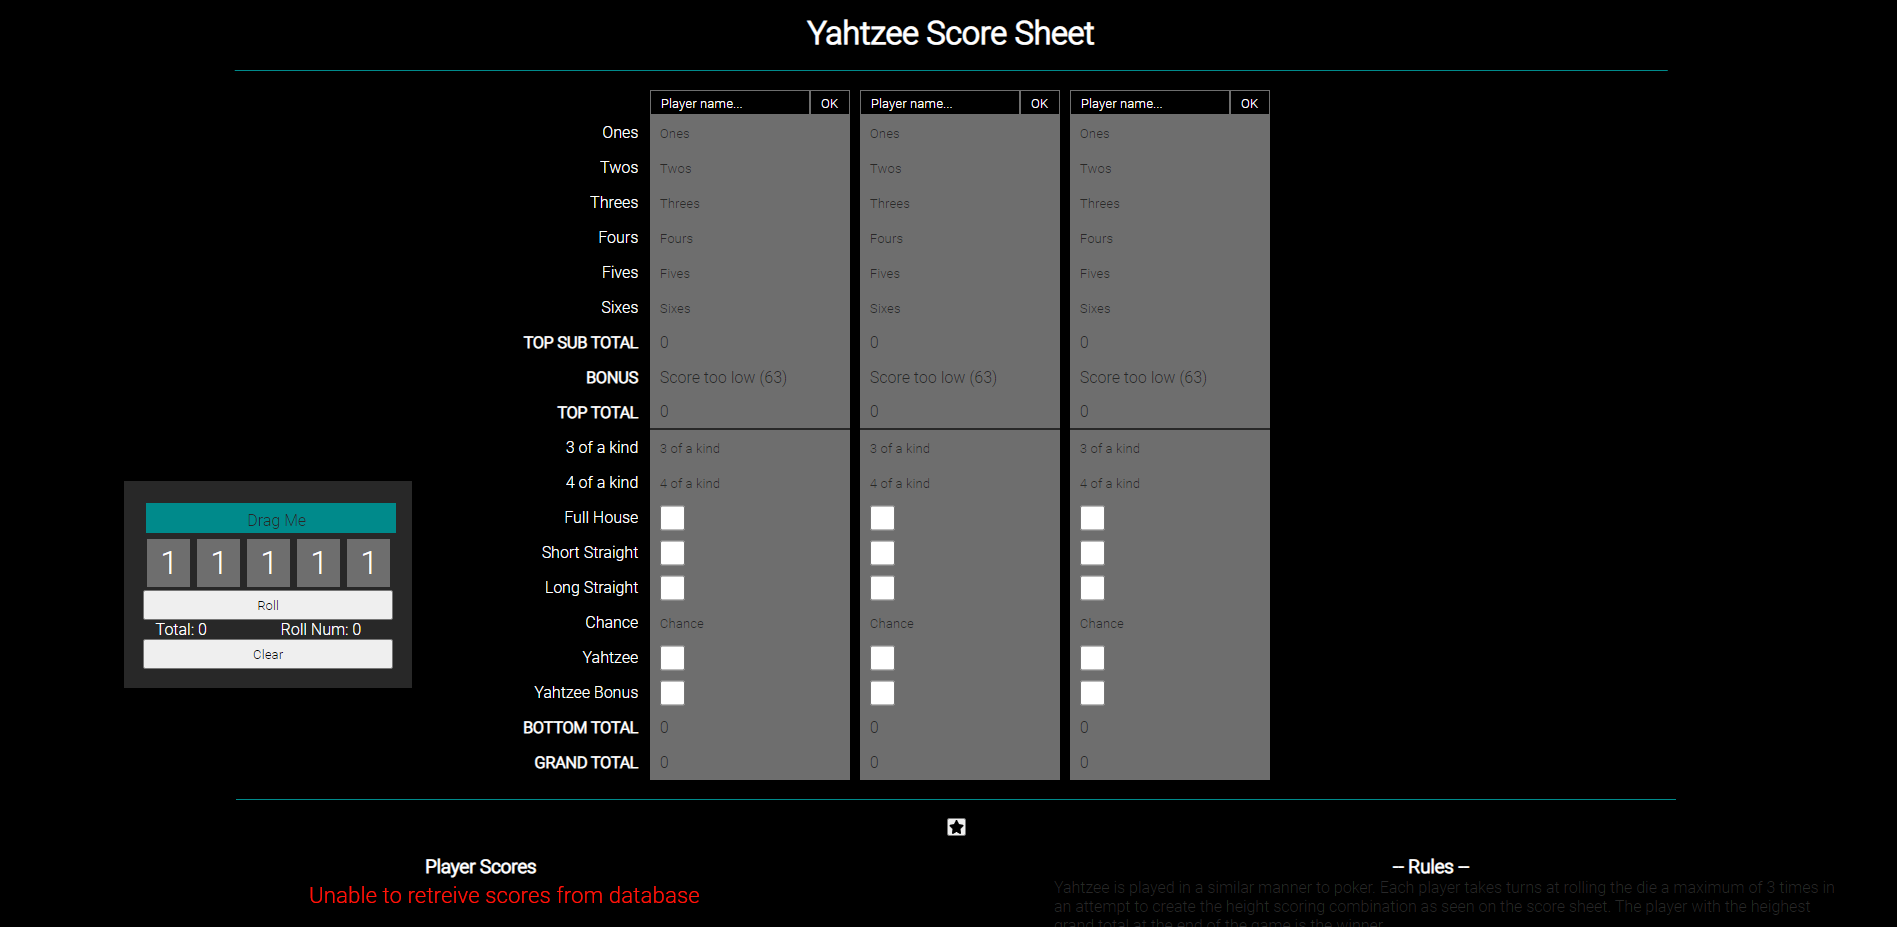 Yahtzee Score Sheet
Player name... OK Player name... OK Player name... OK
Ones Ones Ones Ones
Twos Twos Twos Twos
Threes Threes Threes Threes
Fours Fours Fours Fours
Fives Fives Fives Fives
Sixes Sixes Sixes Sixes
TOP SUB TOTAL 0 0 0
BONUS Score too low (63) Score too low (63) Score too low (63)
TOP TOTAL 0 0 0
3 of a kind 3 of a kind 3 of a kind 3 of a kind
4 of a kind 4 of a kind 4 of a kind 4 of a kind
Full House
Short Straight
Long Straight
Chance Chance Chance Chance
Yahtzee
Yahtzee Bonus
BOTTOM TOTAL 0 0 0
GRAND TOTAL 0 0 0
Drag Me
1 1 1 1 1
Roll
Total: 0 Roll Num: 0
Clear
Player Scores
Unable to retreive scores from database
– Rules –
Yahtzee is played in a similar manner to poker. Each player takes turns at rolling the die a maximum of 3 times in
an attempt to create the height scoring combination as seen on the score sheet. The player with the heighest
grand total at the end of the game is the winner